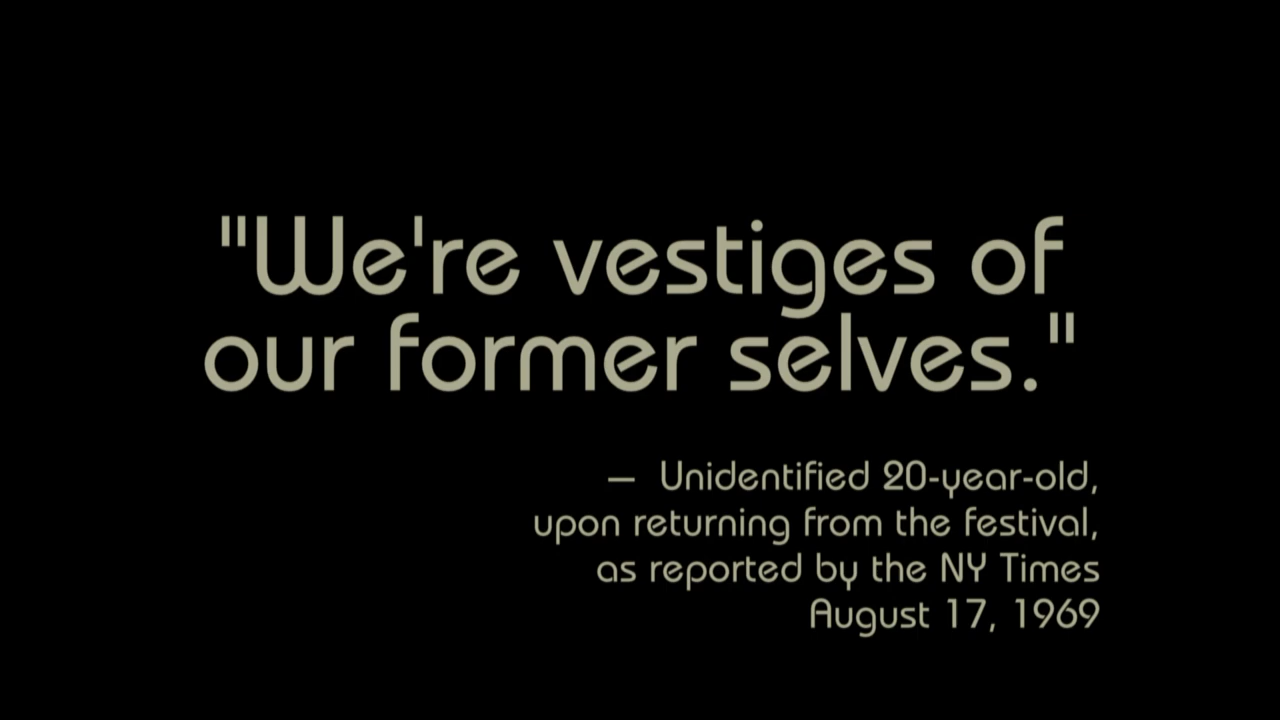 "We're vestiges of
our former selves."
— Unidentified 20-year-old,
upon returning from the festival,
as reported by the NY Times
August 17, 1969